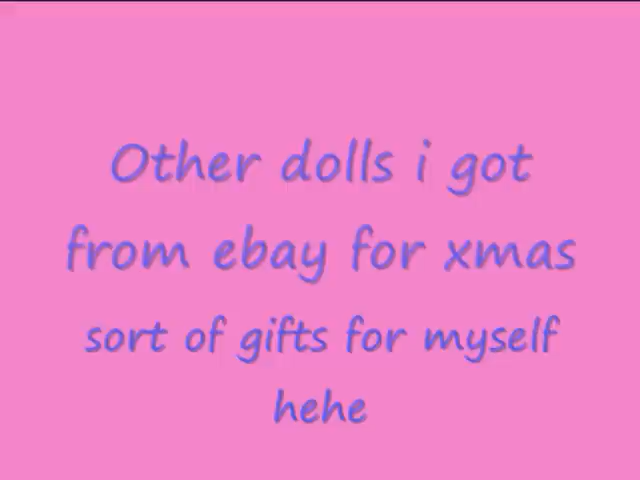 Other dolls i got
from ebay for xmas
sort of gifts for myself
hehe